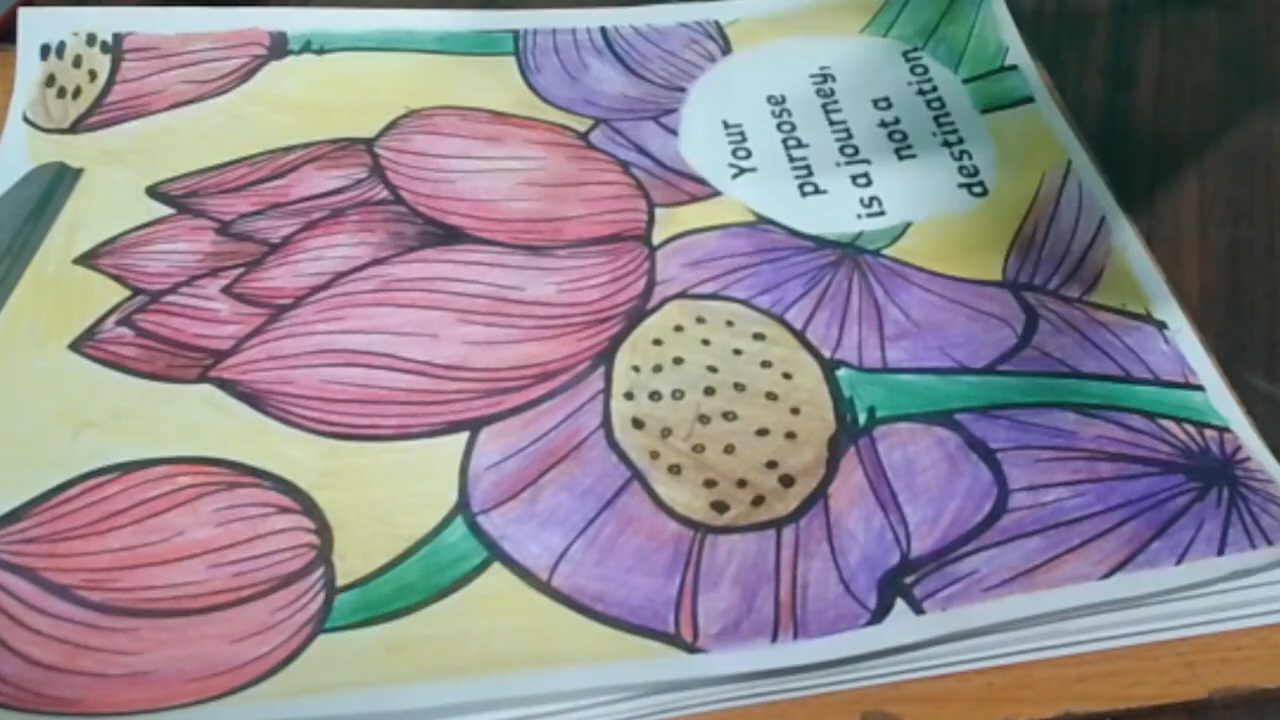 Your
purpose
is a journey,
not a
destination